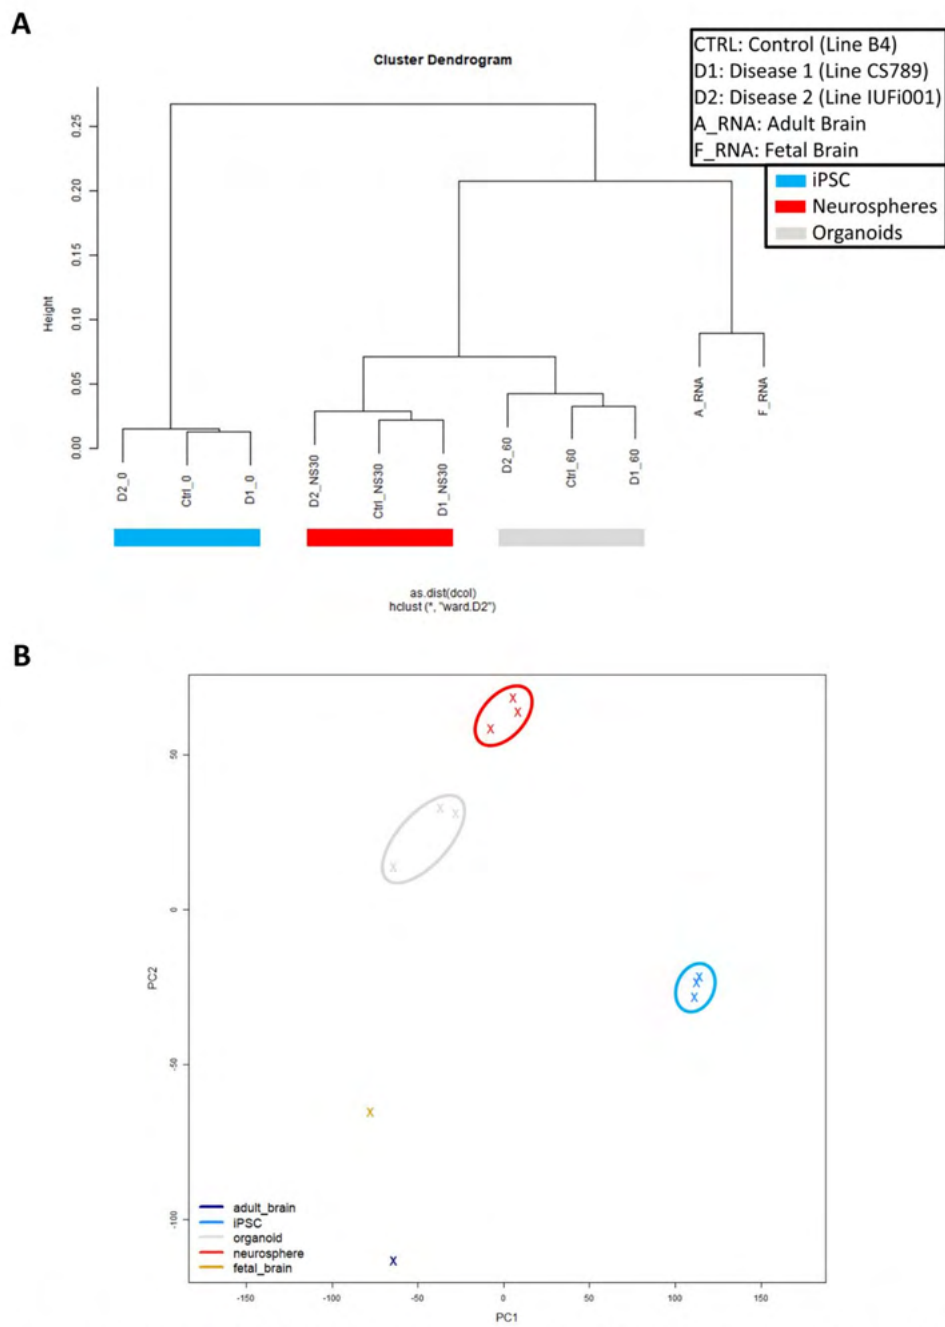 A
Cluster Dendrogram
CTRL: Control (Line B4)
D1: Disease 1 (Line CS789)
D2: Disease 2 (Line IUFi001)
A_RNA: Adult Brain
F_RNA: Fetal Brain
iPSC
Neurospheres
Organoids
Height
0.25
0.20
0.15
0.10
0.05
0.00
D2_0
Ctrl_0
D1_0
D2_NS30
Ctrl_NS30
D1_NS30
D2_60
Ctrl_60
D1_60
A_RNA
F_RNA
as.dist(dcol)
hclust (*, "ward.D2")
B
PC2
50
0
-50
-100
X X X
X X X
X X X
X
X
adult_brain
iPSC
organoid
neurosphere
fetal_brain
-150 -100 -50 0 50 100 150
PC1